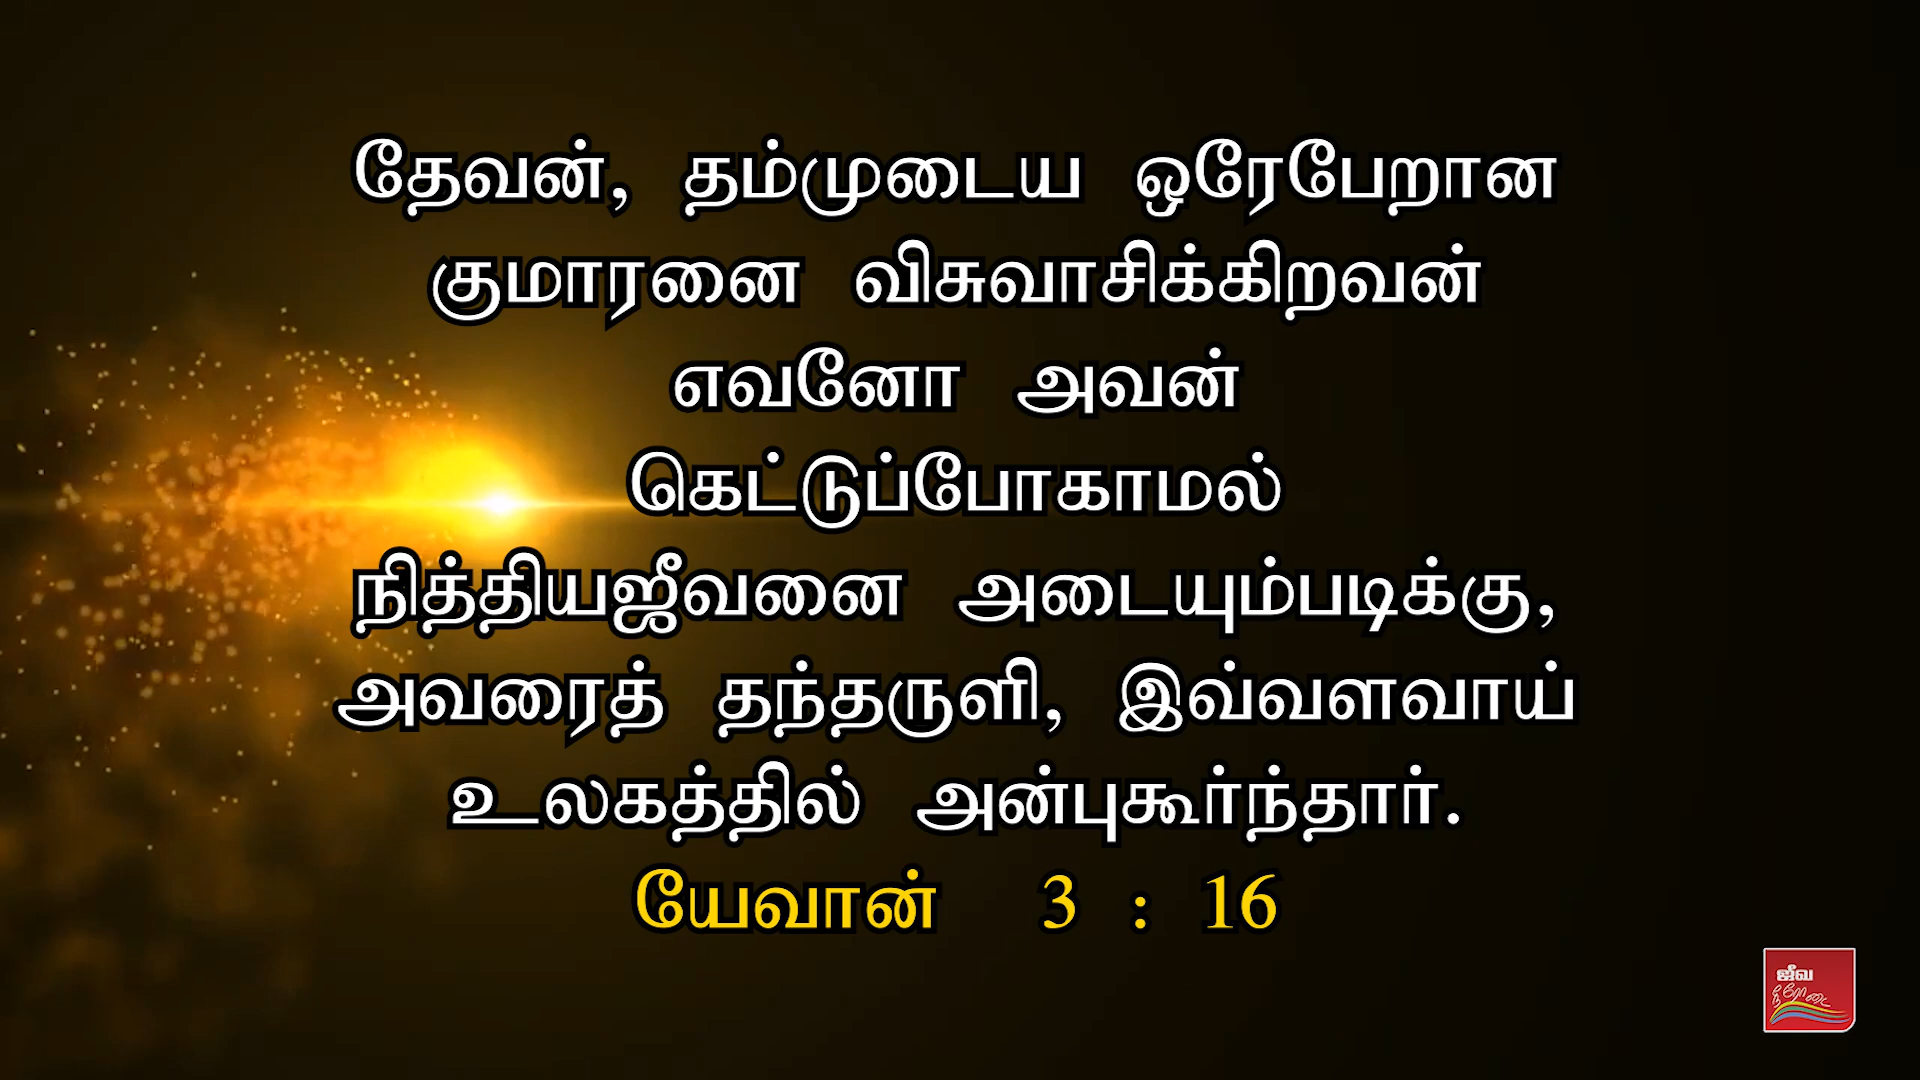 தேவன், தம்முடைய ஒரேபேறான
குமாரனை விசுவாசிக்கிறவன்
எவனோ அவன்
கெட்டுப்போகாமல்
நித்தியஜீவனை அடையும்படிக்கு,
அவரைத் தந்தருளி, இவ்வளவாய்
உலகத்தில் அன்புகூர்ந்தார்.
யேவான் 3 : 16
ஜீவ
நீரோடை